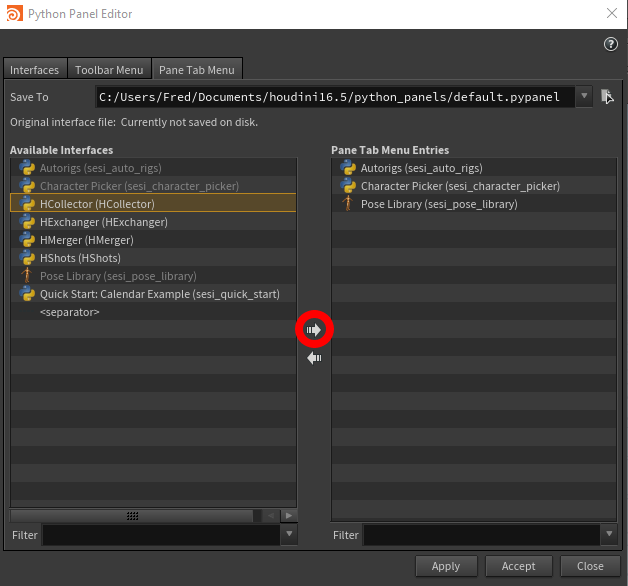 Python Panel Editor
?
Interfaces Toolbar Menu Pane Tab Menu
Save To C:/Users/Fred/Documents/houdini16.5/python_panels/default.pypanel
Original interface file: Currently not saved on disk.
Available Interfaces
Autorigs (sesi_auto_rigs)
Character Picker (sesi_character_picker)
HCollector (HCollector)
HExchanger (HExchanger)
HMerger (HMerger)
HShots (HShots)
Pose Library (sesi_pose_library)
Quick Start: Calendar Example (sesi_quick_start)
<separator>
Filter
Pane Tab Menu Entries
Autorigs (sesi_auto_rigs)
Character Picker (sesi_character_picker)
Pose Library (sesi_pose_library)
Filter
Apply Accept Close